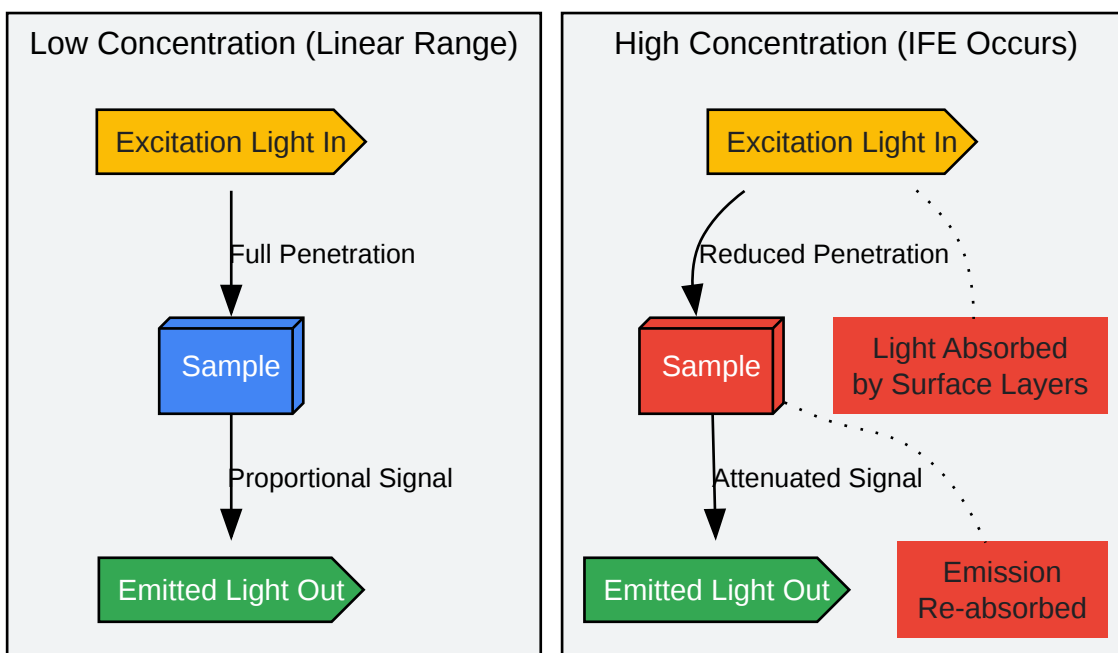 Low Concentration (Linear Range)
Excitation Light In
Full Penetration
Sample
Proportional Signal
Emitted Light Out
High Concentration (IFE Occurs)
Excitation Light In
Reduced Penetration
Sample
Light Absorbed
by Surface Layers
Attenuated Signal
Emitted Light Out
Emission
Re-absorbed